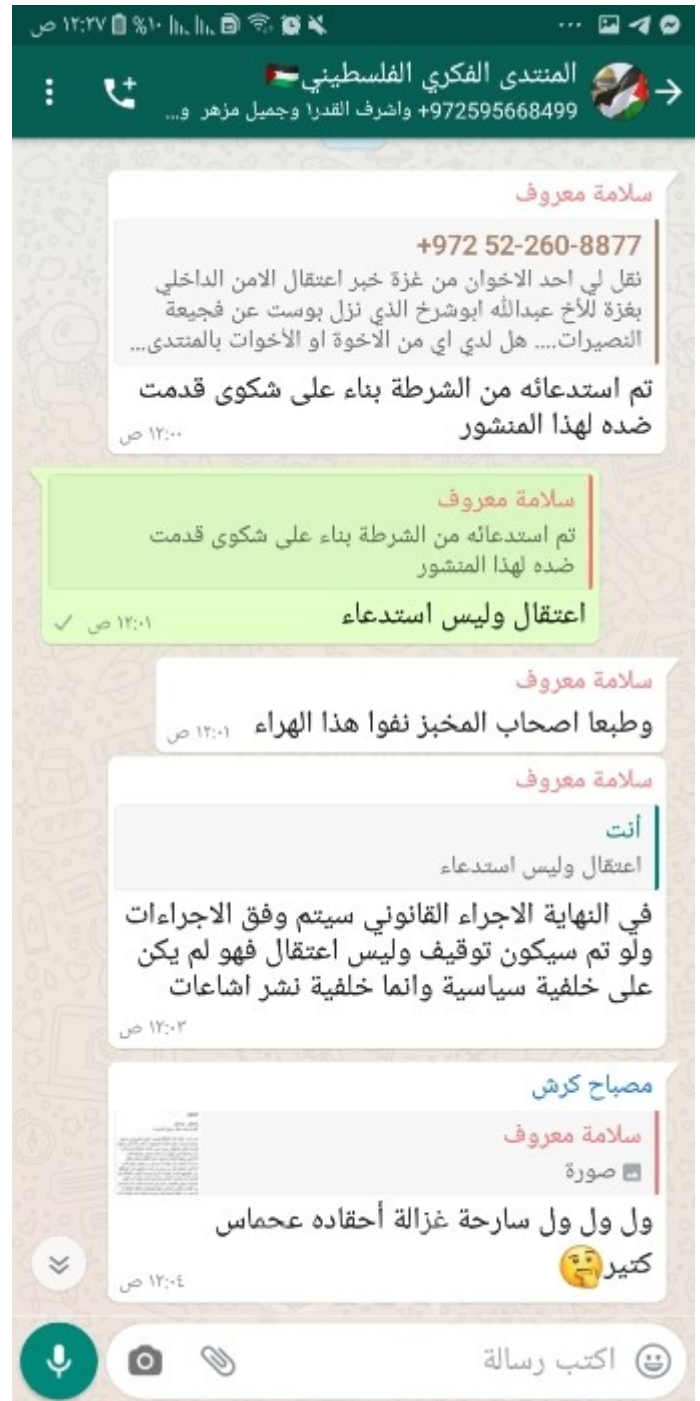 ١٢:٢٧ ص
%١٠
المنتدى الفكري الفلسطيني
+972595668499 واشرف القدرا وجميل مزهر و...
سلامة معروف
+972 52-260-8877
نقل لي احد الاخوان من غزة خبر اعتقال الامن الداخلي
بغزة للأخ عبدالله ابوشرخ الذي نزل بوست عن فجيعة
النصيرات.... هل لدي اي من الاخوة او الأخوات بالمنتدى...
تم استدعائه من الشرطة بناء على شكوى قدمت
ضده لهذا المنشور
١٢:٠٠ ص
سلامة معروف
تم استدعائه من الشرطة بناء على شكوى قدمت
ضده لهذا المنشور
اعتقال وليس استدعاء
١٢:٠١ ص
سلامة معروف
وطبعا اصحاب المخبز نفوا هذا الهراء
١٢:٠١ ص
سلامة معروف
أنت
اعتقال وليس استدعاء
في النهاية الاجراء القانوني سيتم وفق الاجراءات
ولو تم سيكون توقيف وليس اعتقال فهو لم يكن
على خلفية سياسية وانما خلفية نشر اشاعات
١٢:٠٣ ص
مصباح كرش
سلامة معروف
صورة
ول ول ول سارحة غزالة أحقاده عحماس
كتير🤔
١٢:٠٤ ص
اكتب رسالة